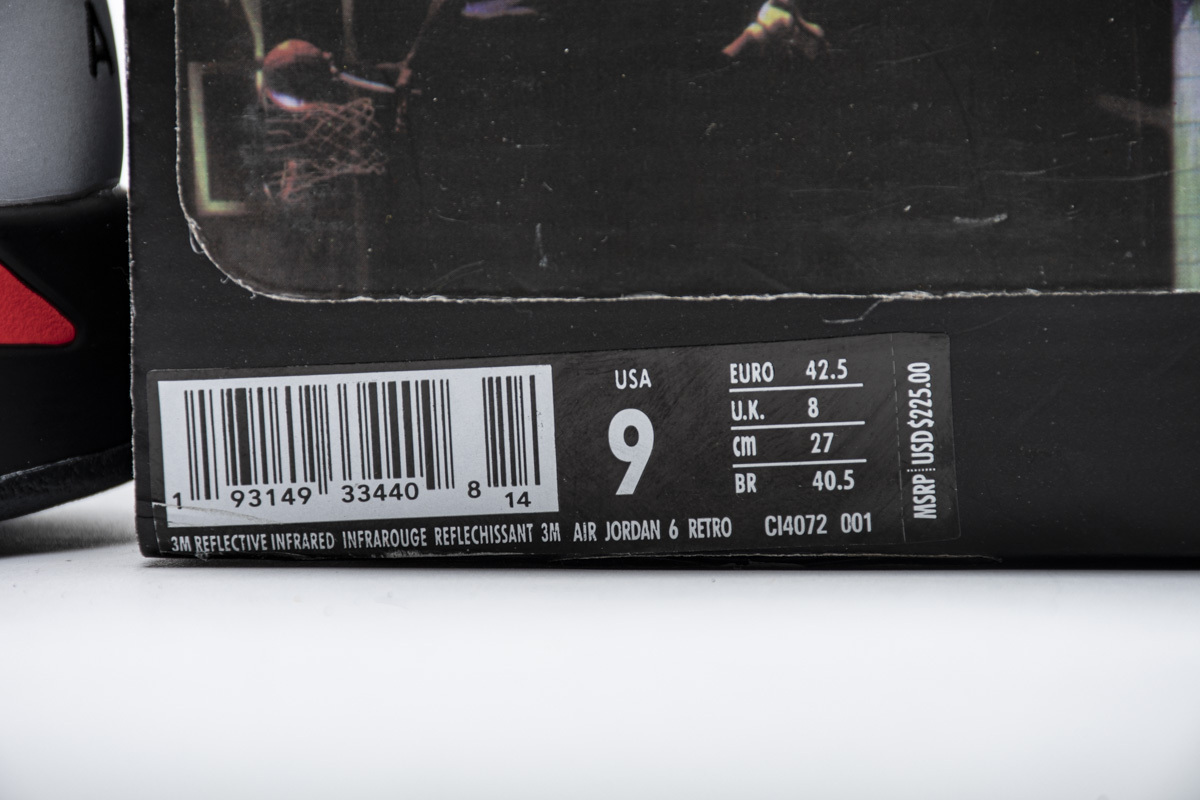 A
1 93149 33440 8 14
USA
9
EURO 42.5
U.K. 8
cm 27
BR 40.5
3M REFLECTIVE INFRARED INFRAROUGE REFLECHISSANT 3M AIR JORDAN 6 RETRO CI4072 001
MSRP USD$225.00